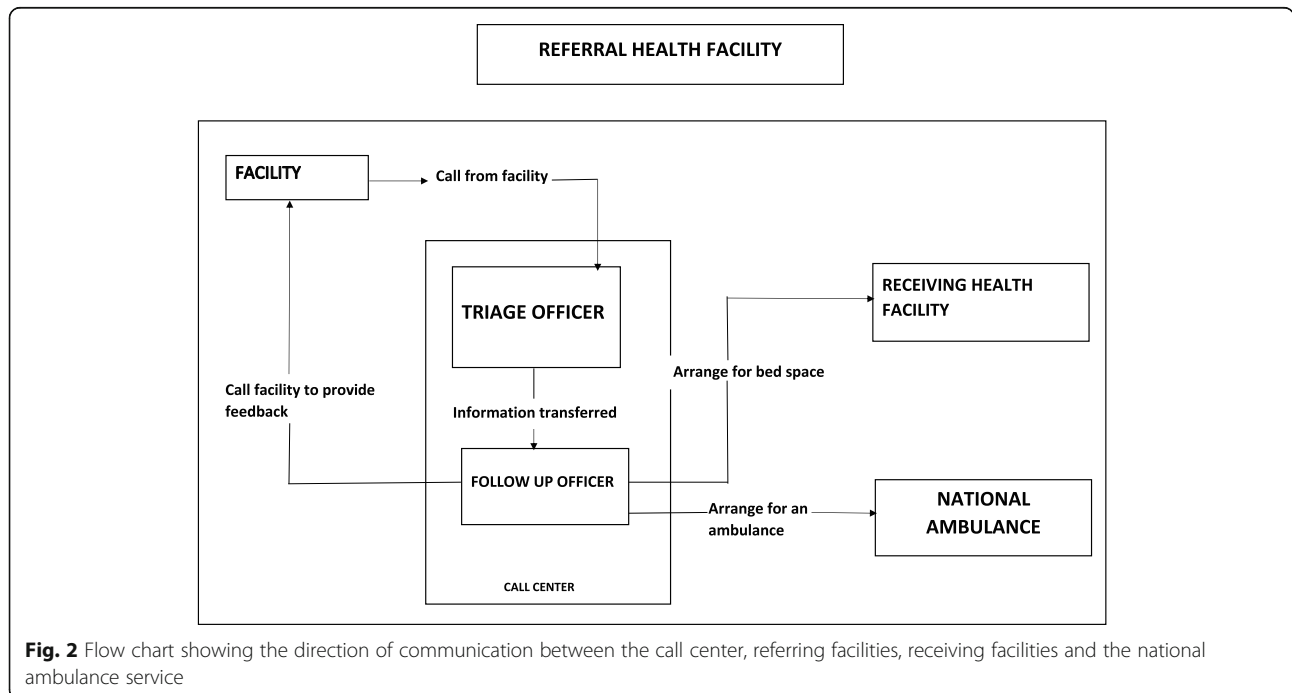 REFERRAL HEALTH FACILITY
FACILITY
Call from facility
TRIAGE OFFICER
RECEIVING HEALTH
FACILITY
Arrange for bed space
Call facility to provide
feedback
Information transferred
FOLLOW UP OFFICER
Arrange for an
ambulance
NATIONAL
AMBULANCE
CALL CENTER
Fig. 2 Flow chart showing the direction of communication between the call center, referring facilities, receiving facilities and the national
ambulance service